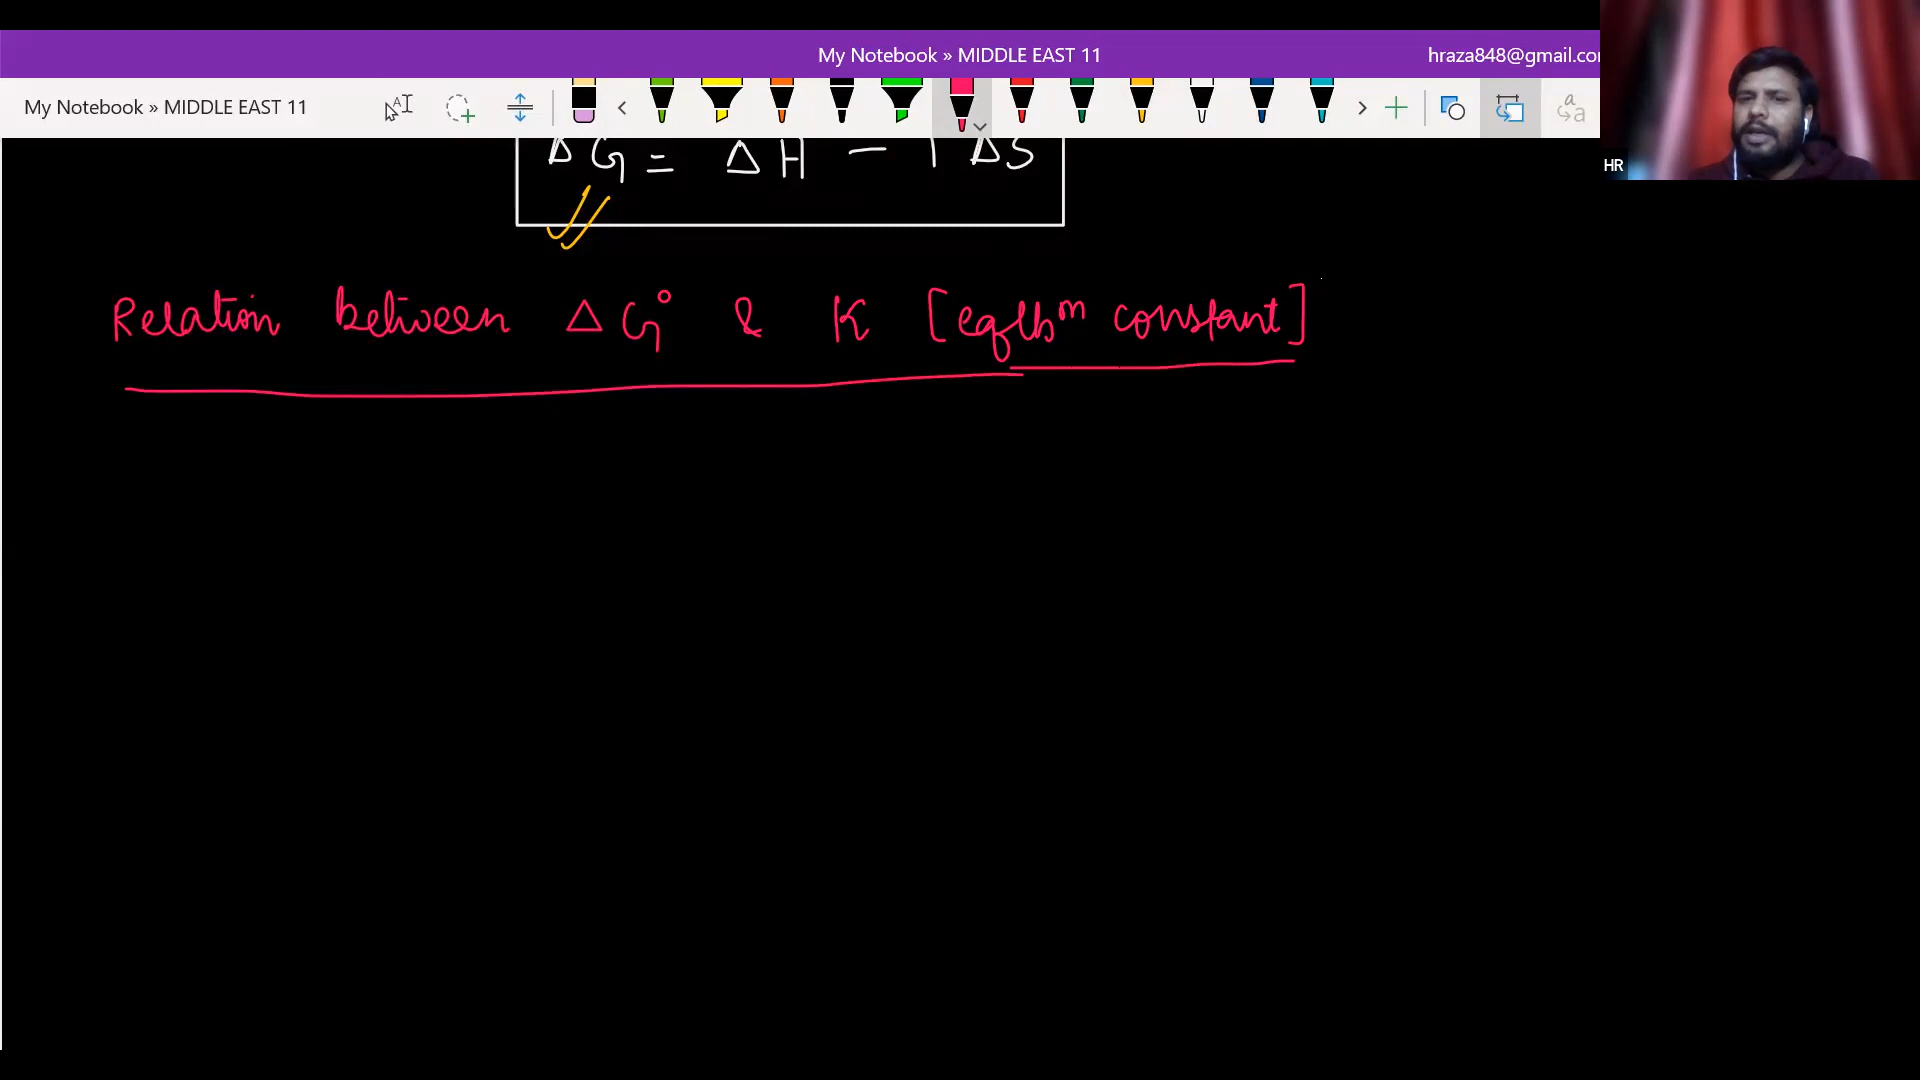 My Notebook » MIDDLE EAST 11
hraza848@gmail.co
My Notebook » MIDDLE EAST 11
HR
ΔG = ΔH - TΔS
Relation between ΔG° & K [eqlbᵐ constant]